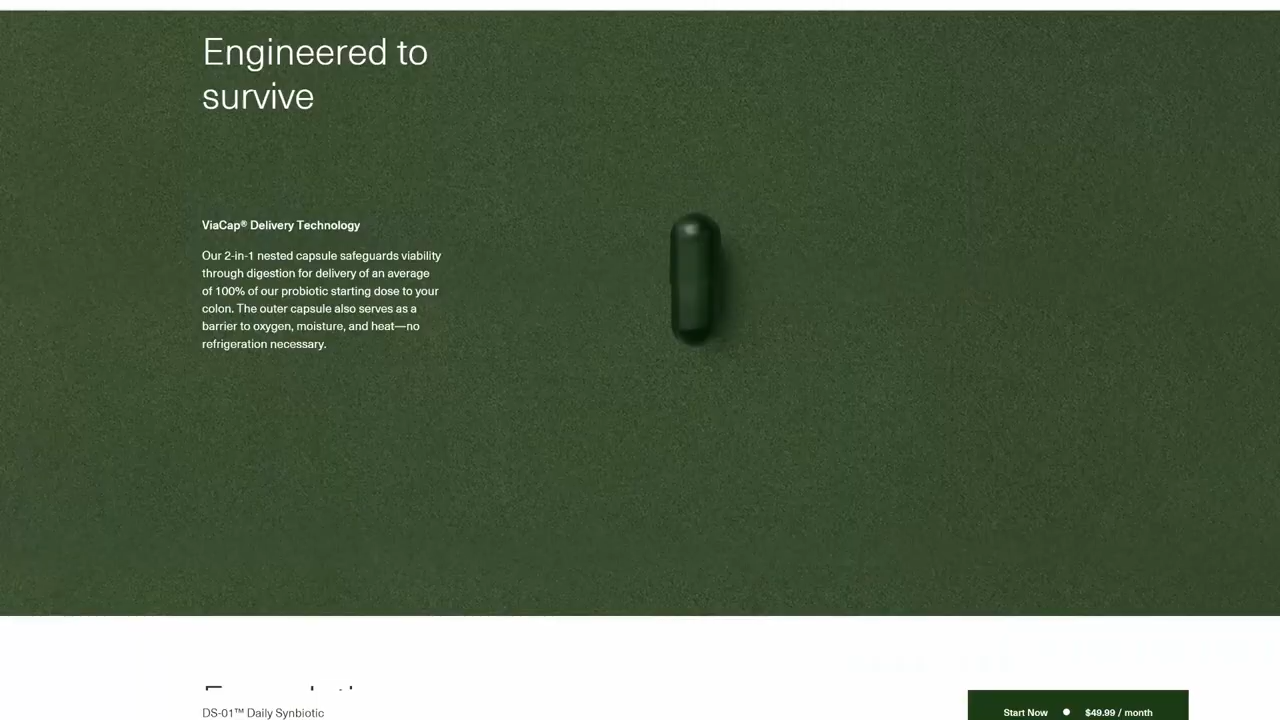 Engineered to
survive
ViaCap® Delivery Technology
Our 2-in-1 nested capsule safeguards viability
through digestion for delivery of an average
of 100% of our probiotic starting dose to your
colon. The outer capsule also serves as a
barrier to oxygen, moisture, and heat—no
refrigeration necessary.
DS-01™ Daily Synbiotic
Start Now ● $49.99 / month